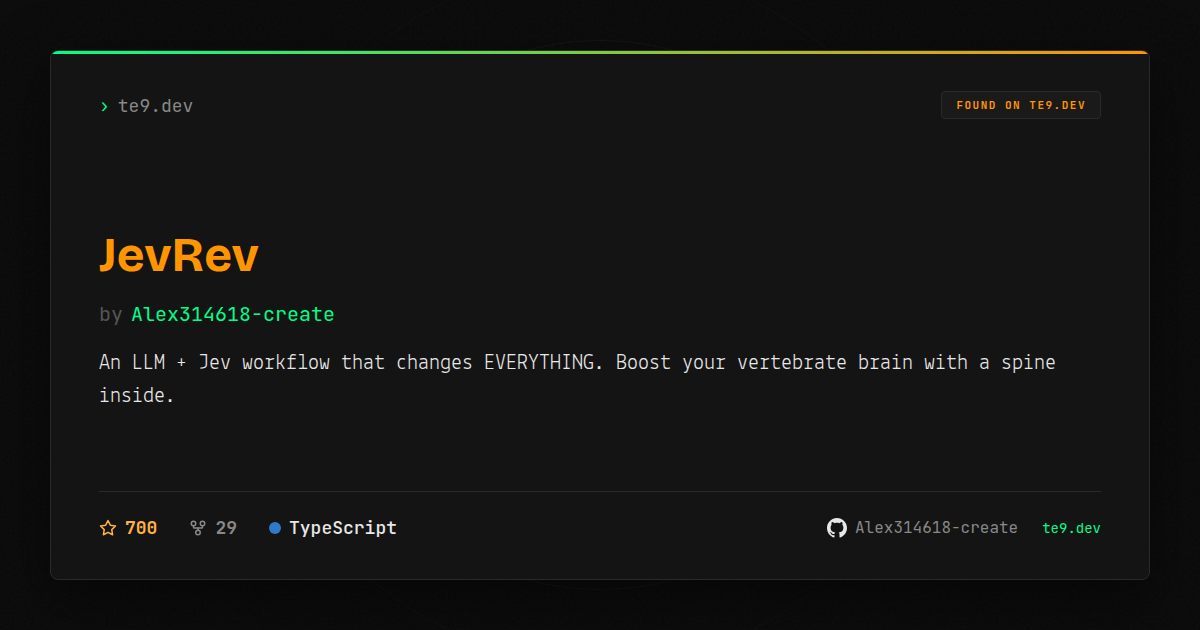 › te9.dev
FOUND ON TE9.DEV
JevRev
by Alex314618-create
An LLM + Jev workflow that changes EVERYTHING. Boost your vertebrate brain with a spine
inside.
700 29 TypeScript
Alex314618-create te9.dev